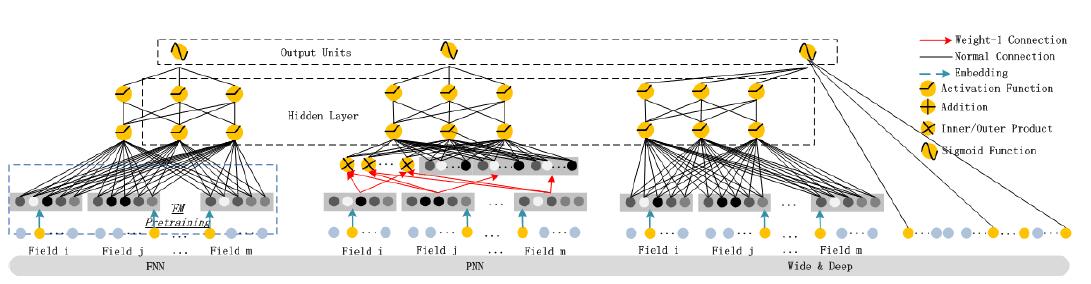 Output Units
Hidden Layer
Weight-1 Connection
Normal Connection
Embedding
Activation Function
Addition
Inner/Outer Product
Sigmoid Function
FM
Pretraining
Field i
Field j
...
Field m
Field i
Field j
...
Field m
Field i
Field j
...
Field m
FNN
PNN
Wide & Deep